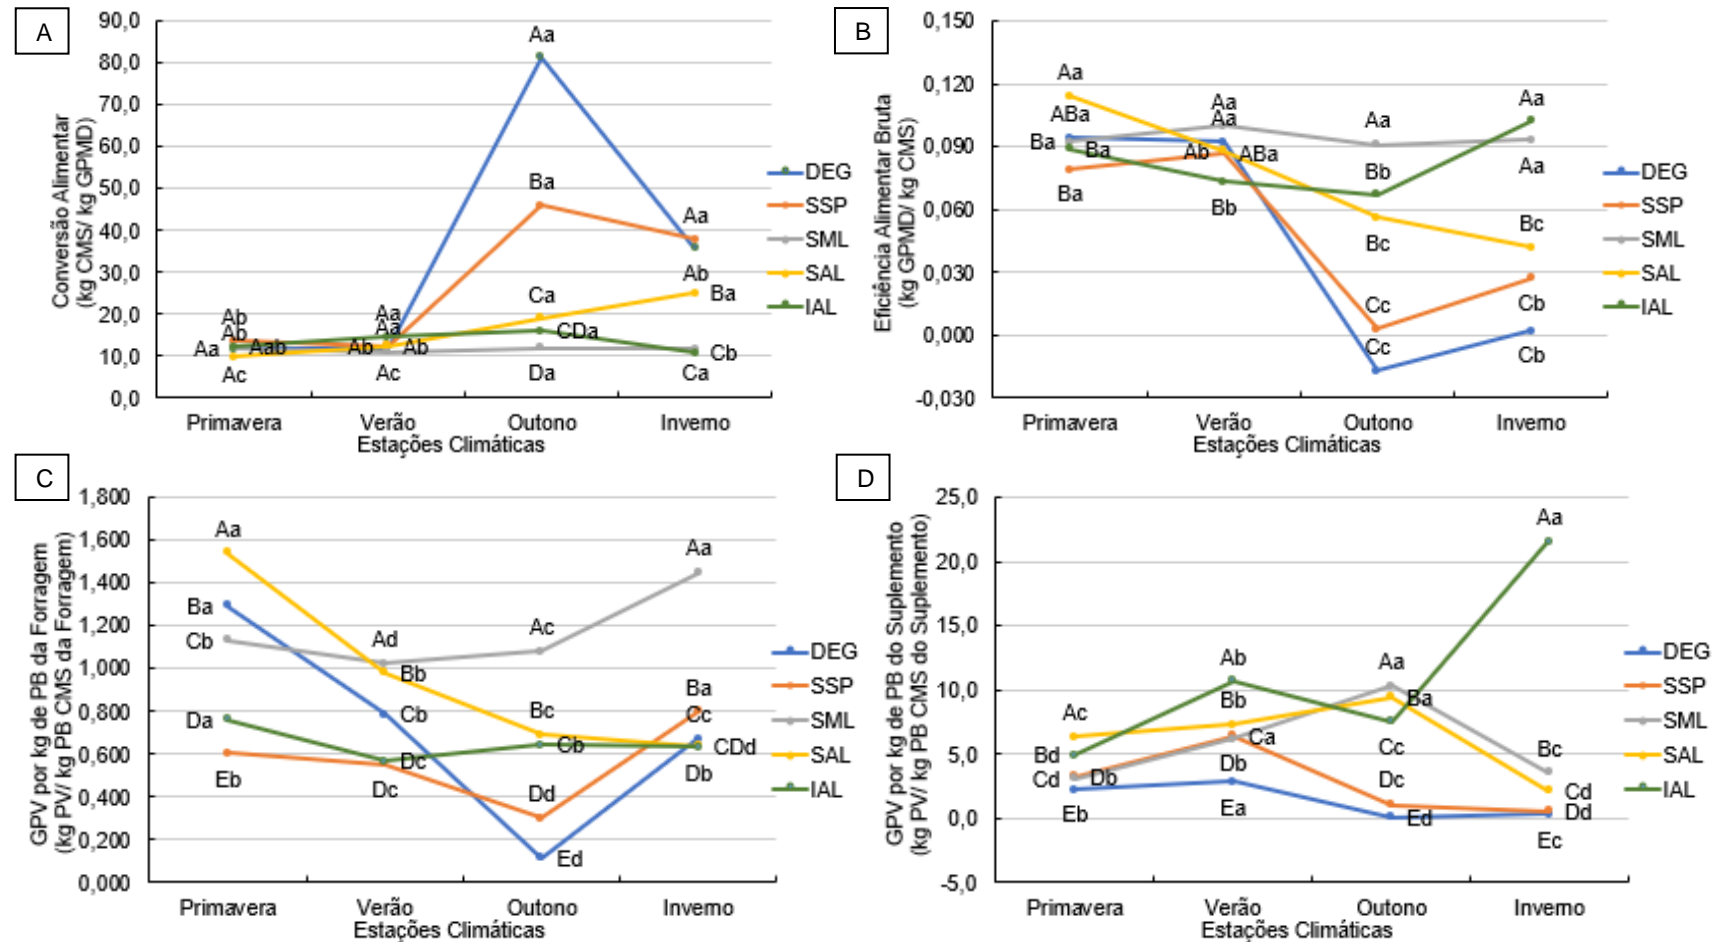 A
Conversão Alimentar
(kg CMS/ kg GPMD)
90,0
80,0
70,0
60,0
50,0
40,0
30,0
20,0
10,0
0,0
Aa
Ba
Aa
Ab
Ca
Ba
Ab
Ab
Aa
Aab
Ac
Aa
Aa
Ab
Ab
Ac
CDa
Da
Cb
Ca
Primavera
Verão
Outono
Inverno
Estações Climáticas
DEG
SSP
SML
SAL
IAL
B
Eficiência Alimentar Bruta
(kg GPMD/ kg CMS)
0,150
0,120
0,090
0,060
0,030
0,000
-0,030
Aa
ABa
Ba
Ba
Ba
Aa
Aa
Ab
ABa
Bb
Aa
Bb
Bc
Cc
Cc
Aa
Aa
Bc
Cb
Cb
Primavera
Verão
Outono
Inverno
Estações Climáticas
DEG
SSP
SML
SAL
IAL
C
GPV por kg de PB da Forragem
(kg PV/ kg PB CMS da Forragem)
1,800
1,600
1,400
1,200
1,000
0,800
0,600
0,400
0,200
0,000
Aa
Ba
Cb
Da
Eb
Ad
Bb
Cb
Dc
Dc
Ac
Bc
Cb
Dd
Ed
Aa
Ba
Cc
CDd
Db
Primavera
Verão
Outono
Inverno
Estações Climáticas
DEG
SSP
SML
SAL
IAL
D
GPV por kg de PB do Suplemento
(kg PV/ kg PB CMS do Suplemento)
25,0
20,0
15,0
10,0
5,0
0,0
-5,0
Ac
Bd
Cd
Db
Eb
Ab
Bb
Ca
Db
Ea
Aa
Ba
Cc
Dc
Ed
Aa
Bc
Cd
Dd
Ec
Primavera
Verão
Outono
Inverno
Estações Climáticas
DEG
SSP
SML
SAL
IAL